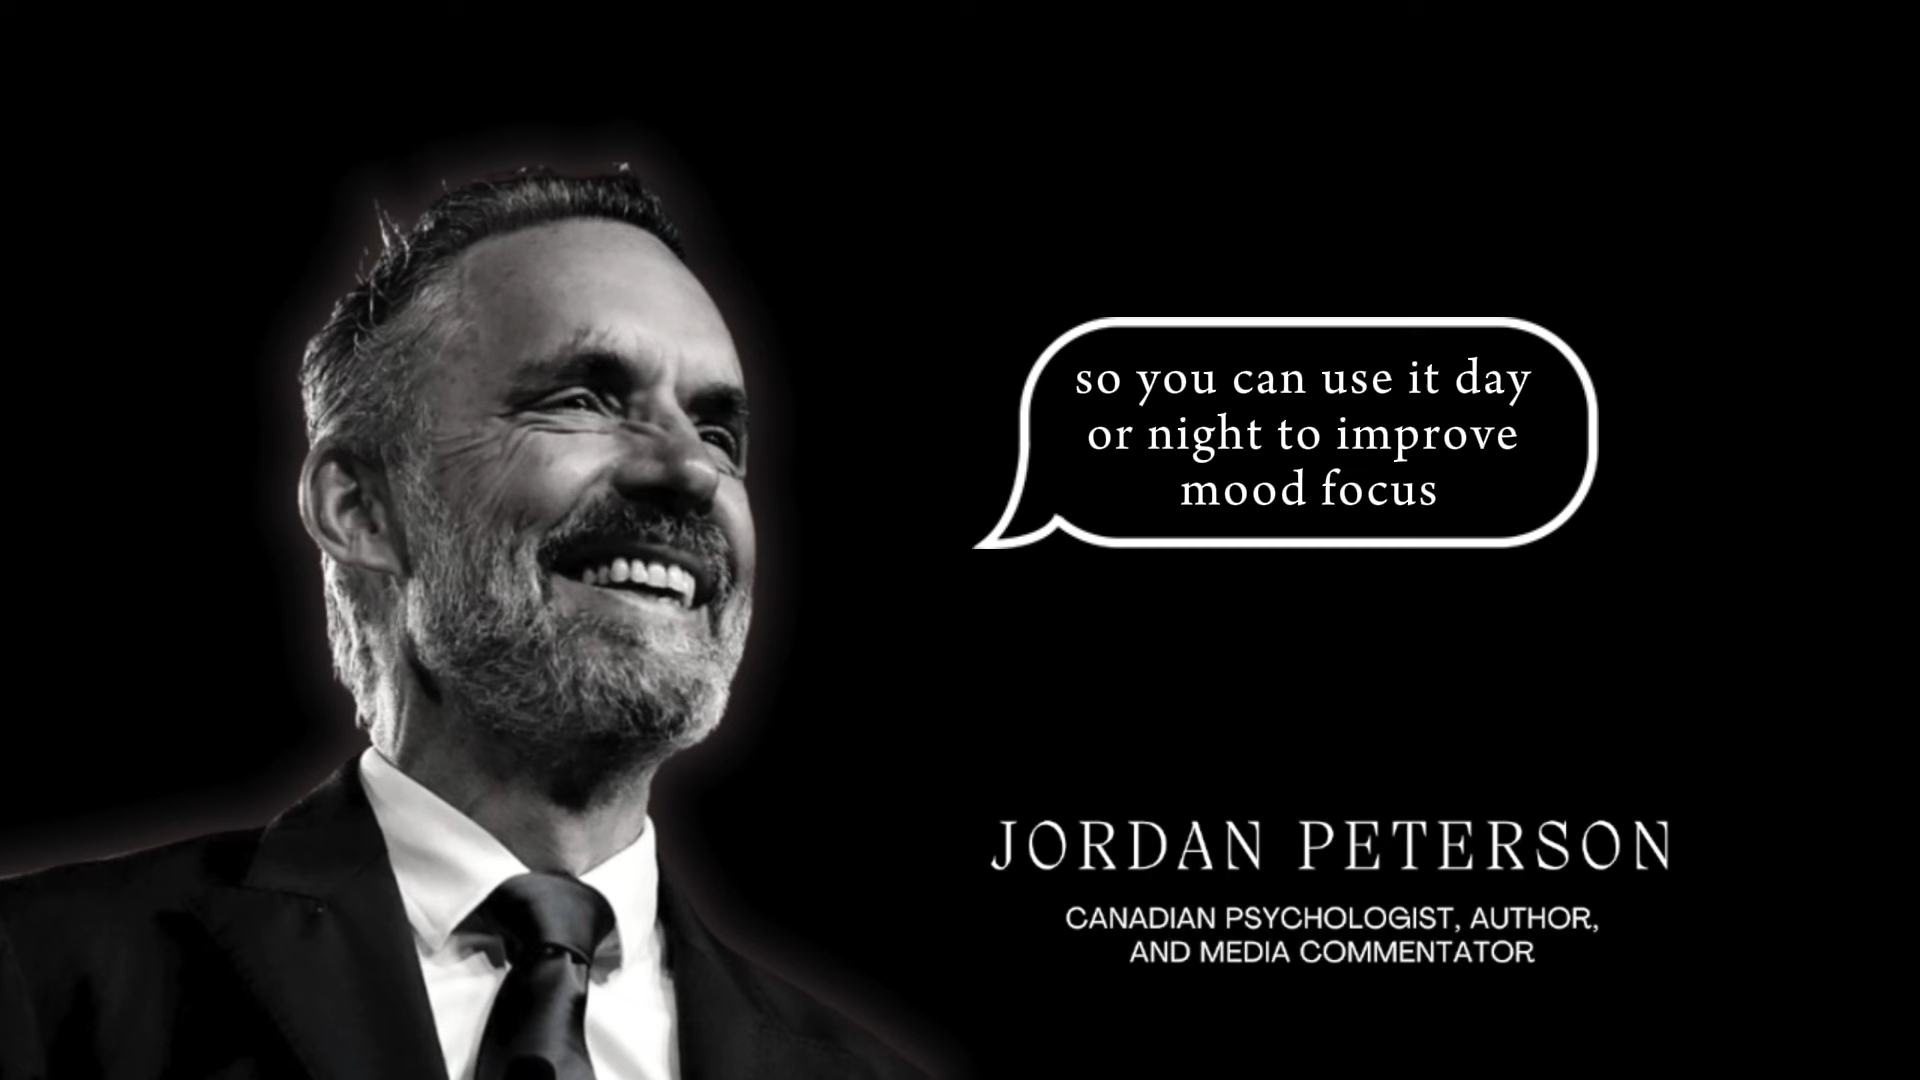 so you can use it day
or night to improve
mood focus
JORDAN PETERSON
CANADIAN PSYCHOLOGIST, AUTHOR,
AND MEDIA COMMENTATOR